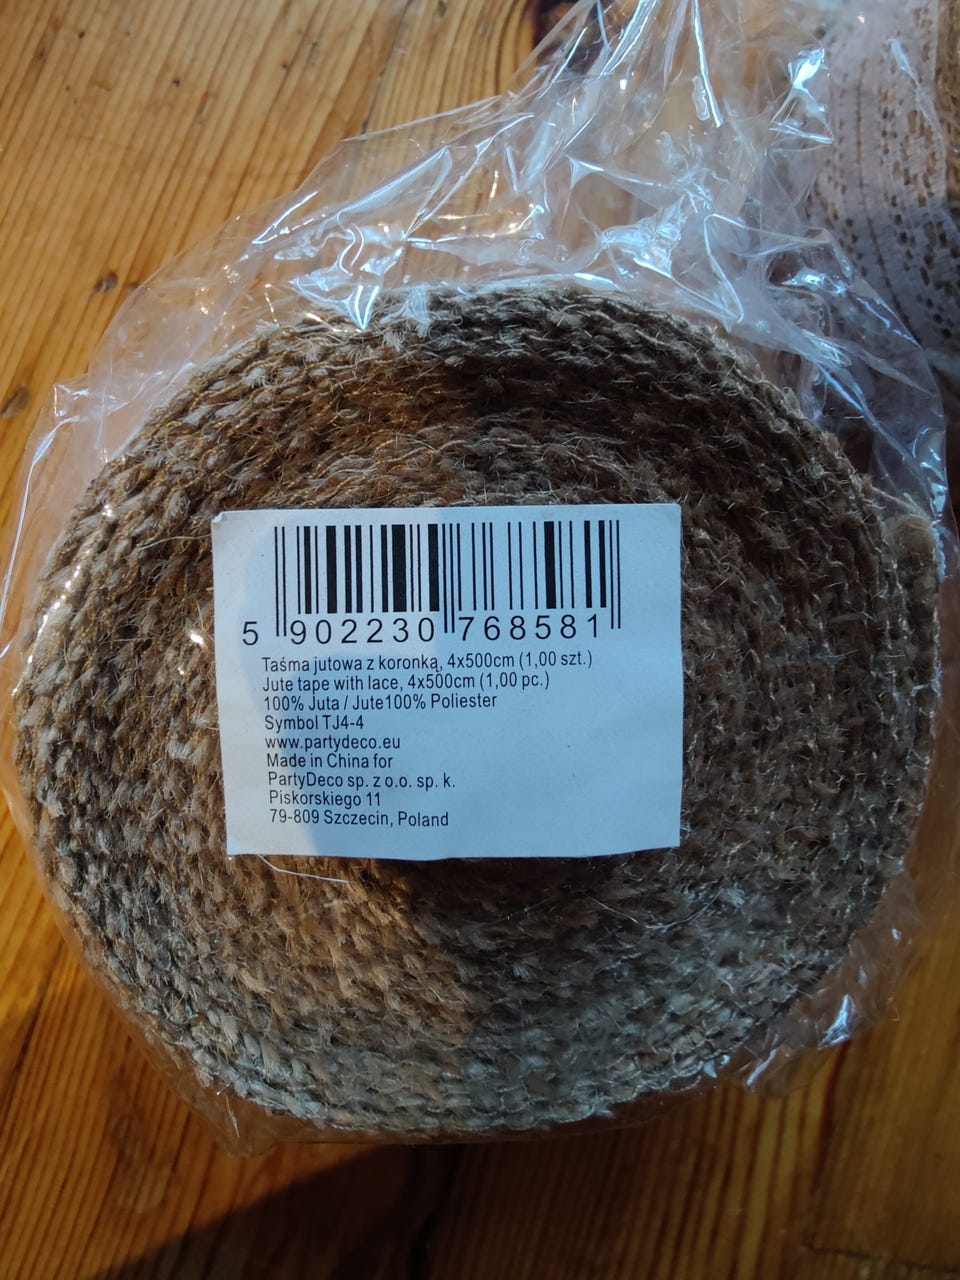 5 902230 768581
Taśma jutowa z koronką, 4x500cm (1,00 szt.)
Jute tape with lace, 4x500cm (1,00 pc.)
100% Juta / Jute100% Poliester
Symbol TJ4-4
www.partydeco.eu
Made in China for
PartyDeco sp. z o.o. sp. k.
Piskorskiego 11
79-809 Szczecin, Poland